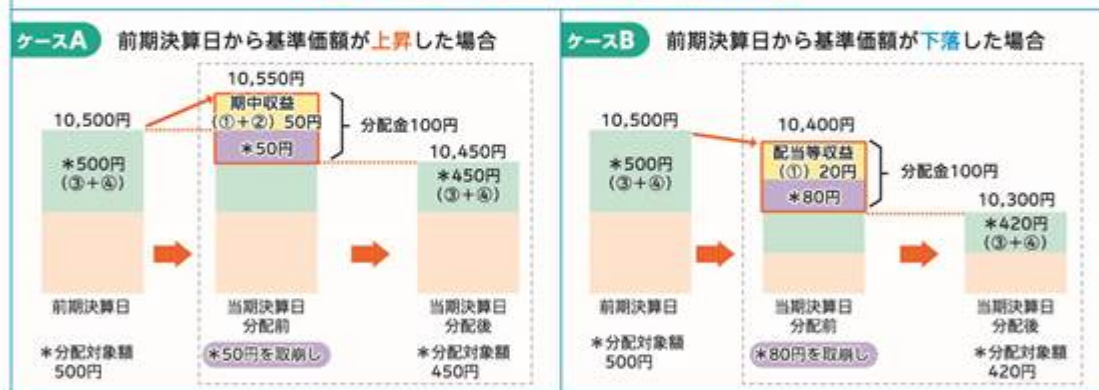 ケースA 前期決算日から基準価額が上昇した場合
10,550円
期中収益
(①+②) 50円
*50円
分配金100円
10,500円
*500円
(③+④)
10,450円
*450円
(③+④)
前期決算日
当期決算日
分配前
当期決算日
分配後
*分配対象額
500円
*50円を取崩し
*分配対象額
450円
ケースB 前期決算日から基準価額が下落した場合
10,500円
*500円
(③+④)
10,400円
配当等収益
(①) 20円
*80円
分配金100円
10,300円
*420円
(③+④)
前期決算日
当期決算日
分配前
当期決算日
分配後
*分配対象額
500円
*80円を取崩し
*分配対象額
420円